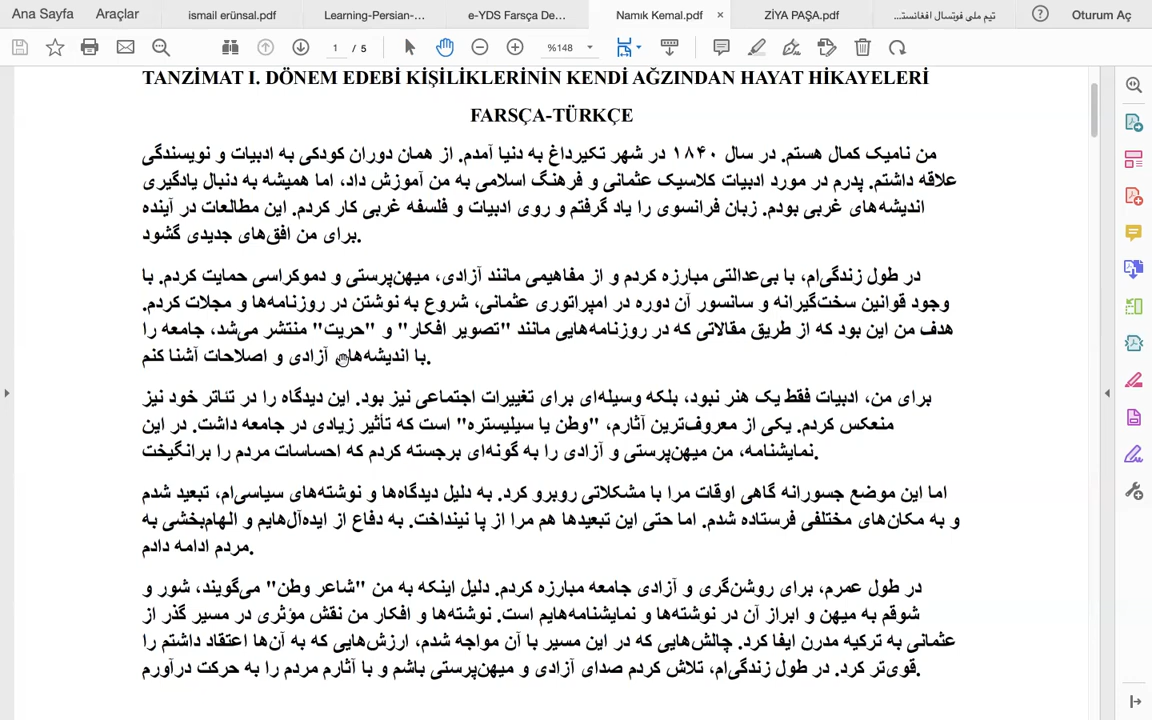 Ana Sayfa Araçlar ismail erünsal.pdf Learning-Persian-... e-YDS Farsça De... Namık Kemal.pdf × ZİYA PAŞA.pdf تیم ملی فوتسال افغانست... Oturum Aç
1 / 5 %148
TANZİMAT I. DÖNEM EDEBİ KİŞİLİKLERİNİN KENDİ AĞZINDAN HAYAT HİKAYELERİ
FARSÇA-TÜRKÇE
من نامیک کمال هستم. در سال ۱۸۴۰ در شهر تکیرداغ به دنیا آمدم. از همان دوران کودکی به ادبیات و نویسندگی
علاقه داشتم. پدرم در مورد ادبیات کلاسیک عثمانی و فرهنگ اسلامی به من آموزش داد، اما همیشه به دنبال یادگیری
اندیشه‌های غربی بودم. زبان فرانسوی را یاد گرفتم و روی ادبیات و فلسفه غربی کار کردم. این مطالعات در آینده
برای من افق‌های جدیدی گشود.
در طول زندگی‌ام، با بی‌عدالتی مبارزه کردم و از مفاهیمی مانند آزادی، میهن‌پرستی و دموکراسی حمایت کردم. با
وجود قوانین سخت‌گیرانه و سانسور آن دوره در امپراتوری عثمانی، شروع به نوشتن در روزنامه‌ها و مجلات کردم.
هدف من این بود که از طریق مقالاتی که در روزنامه‌هایی مانند "تصویر افکار" و "حریت" منتشر می‌شد، جامعه را
با اندیشه‌های آزادی و اصلاحات آشنا کنم.
برای من، ادبیات فقط یک هنر نبود، بلکه وسیله‌ای برای تغییرات اجتماعی نیز بود. این دیدگاه را در تئاتر خود نیز
منعکس کردم. یکی از معروف‌ترین آثارم، "وطن یا سیلیستره" است که تأثیر زیادی در جامعه داشت. در این
نمایشنامه، من میهن‌پرستی و آزادی را به گونه‌ای برجسته کردم که احساسات مردم را برانگیخت.
اما این موضع جسورانه گاهی اوقات مرا با مشکلاتی روبرو کرد. به دلیل دیدگاه‌ها و نوشته‌های سیاسی‌ام، تبعید شدم
و به مکان‌های مختلفی فرستاده شدم. اما حتی این تبعیدها هم مرا از پا نینداخت. به دفاع از ایده‌آل‌هایم و الهام‌بخشی به
مردم ادامه دادم.
در طول عمرم، برای روشن‌گری و آزادی جامعه مبارزه کردم. دلیل اینکه به من "شاعر وطن" می‌گویند، شور و
شوقم به میهن و ابراز آن در نوشته‌ها و نمایشنامه‌هایم است. نوشته‌ها و افکار من نقش مؤثری در مسیر گذر از
عثمانی به ترکیه مدرن ایفا کرد. چالش‌هایی که در این مسیر با آن مواجه شدم، ارزش‌هایی که به آن‌ها اعتقاد داشتم را
قوی‌تر کرد. در طول زندگی‌ام، تلاش کردم صدای آزادی و میهن‌پرستی باشم و با آثارم مردم را به حرکت درآورم.